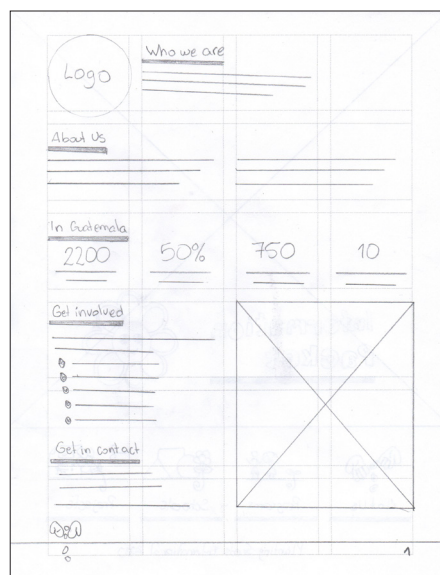 Logo
Who we are
About Us
In Guatemala
2200 50% 750 10
Get involved
Get in contact
1